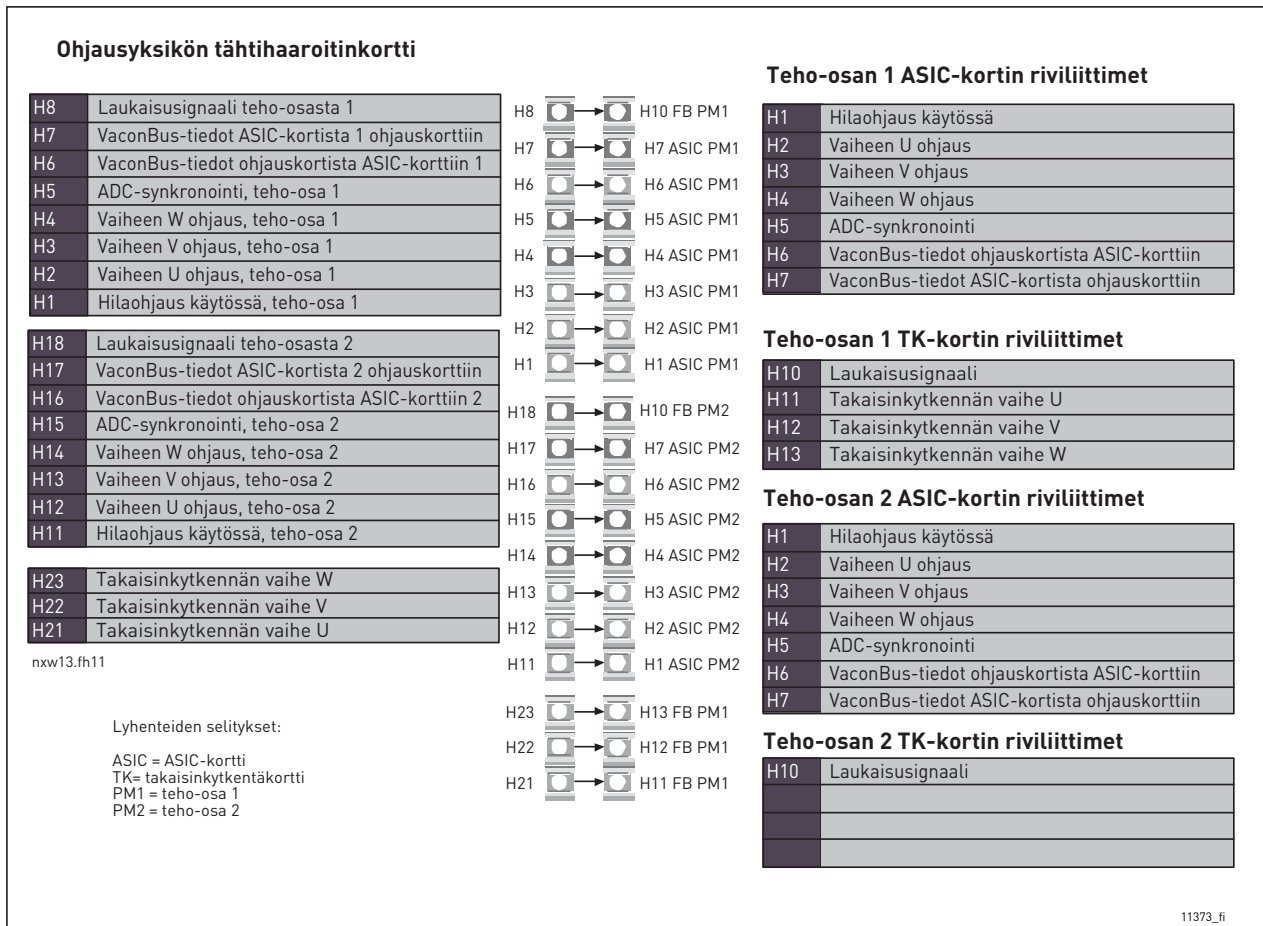 Ohjausyksikön tähtihaaroitinkortti
H8 Laukaisusignaali teho-osasta 1
H7 VaconBus-tiedot ASIC-kortista 1 ohjauskorttiin
H6 VaconBus-tiedot ohjauskortista ASIC-korttiin 1
H5 ADC-synkronointi, teho-osa 1
H4 Vaiheen W ohjaus, teho-osa 1
H3 Vaiheen V ohjaus, teho-osa 1
H2 Vaiheen U ohjaus, teho-osa 1
H1 Hilaohjaus käytössä, teho-osa 1
H18 Laukaisusignaali teho-osasta 2
H17 VaconBus-tiedot ASIC-kortista 2 ohjauskorttiin
H16 VaconBus-tiedot ohjauskortista ASIC-korttiin 2
H15 ADC-synkronointi, teho-osa 2
H14 Vaiheen W ohjaus, teho-osa 2
H13 Vaiheen V ohjaus, teho-osa 2
H12 Vaiheen U ohjaus, teho-osa 2
H11 Hilaohjaus käytössä, teho-osa 2
H23 Takaisinkytkennän vaihe W
H22 Takaisinkytkennän vaihe V
H21 Takaisinkytkennän vaihe U
nxw13.fh11
Lyhenteiden selitykset:
ASIC = ASIC-kortti
TK= takaisinkytkentäkortti
PM1 = teho-osa 1
PM2 = teho-osa 2
H8 H10 FB PM1
H7 H7 ASIC PM1
H6 H6 ASIC PM1
H5 H5 ASIC PM1
H4 H4 ASIC PM1
H3 H3 ASIC PM1
H2 H2 ASIC PM1
H1 H1 ASIC PM1
H18 H10 FB PM2
H17 H7 ASIC PM2
H16 H6 ASIC PM2
H15 H5 ASIC PM2
H14 H4 ASIC PM2
H13 H3 ASIC PM2
H12 H2 ASIC PM2
H11 H1 ASIC PM2
H23 H13 FB PM1
H22 H12 FB PM1
H21 H11 FB PM1
Teho-osan 1 ASIC-kortin riviliittimet
H1 Hilaohjaus käytössä
H2 Vaiheen U ohjaus
H3 Vaiheen V ohjaus
H4 Vaiheen W ohjaus
H5 ADC-synkronointi
H6 VaconBus-tiedot ohjauskortista ASIC-korttiin
H7 VaconBus-tiedot ASIC-kortista ohjauskorttiin
Teho-osan 1 TK-kortin riviliittimet
H10 Laukaisusignaali
H11 Takaisinkytkennän vaihe U
H12 Takaisinkytkennän vaihe V
H13 Takaisinkytkennän vaihe W
Teho-osan 2 ASIC-kortin riviliittimet
H1 Hilaohjaus käytössä
H2 Vaiheen U ohjaus
H3 Vaiheen V ohjaus
H4 Vaiheen W ohjaus
H5 ADC-synkronointi
H6 VaconBus-tiedot ohjauskortista ASIC-korttiin
H7 VaconBus-tiedot ASIC-kortista ohjauskorttiin
Teho-osan 2 TK-kortin riviliittimet
H10 Laukaisusignaali
11373_fi